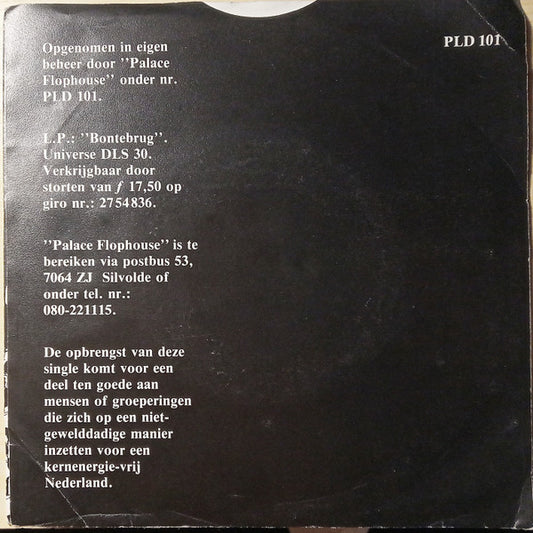 PLD 101
Opgenomen in eigen
beheer door ''Palace
Flophouse'' onder nr.
PLD 101.
L.P.: ''Bontebrug''.
Universe DLS 30.
Verkrijgbaar door
storten van ƒ 17,50 op
giro nr.: 2754836.
''Palace Flophouse'' is te
bereiken via postbus 53,
7064 ZJ Silvolde of
onder tel. nr.:
080-221115.
De opbrengst van deze
single komt voor een
deel ten goede aan
mensen of groeperingen
die zich op een niet-
gewelddadige manier
inzetten voor een
kernenergie-vrij
Nederland.